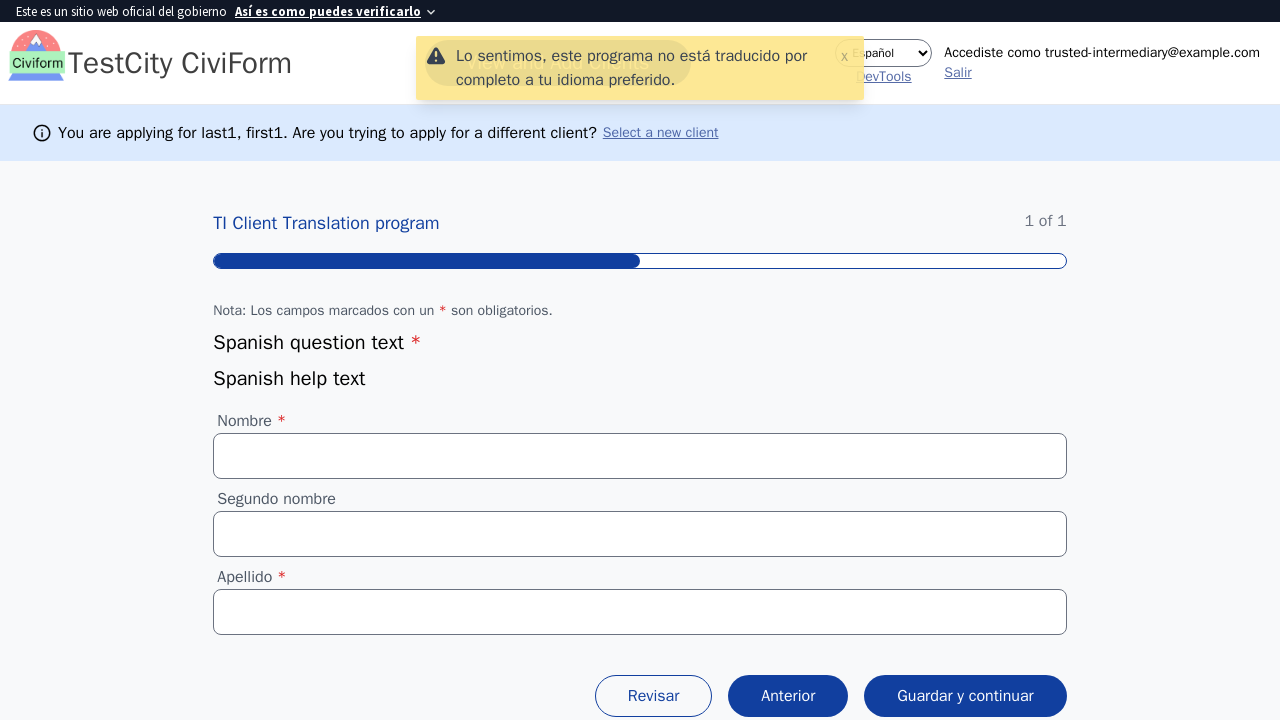 Este es un sitio web oficial del gobierno Así es como puedes verificarlo
Civiform TestCity CiviForm
Lo sentimos, este programa no está traducido por completo a tu idioma preferido.
x
Español
DevTools
Accediste como trusted-intermediary@example.com
Salir
You are applying for last1, first1. Are you trying to apply for a different client? Select a new client
TI Client Translation program
1 of 1
Nota: Los campos marcados con un * son obligatorios.
Spanish question text *
Spanish help text
Nombre *
Segundo nombre
Apellido *
Revisar
Anterior
Guardar y continuar